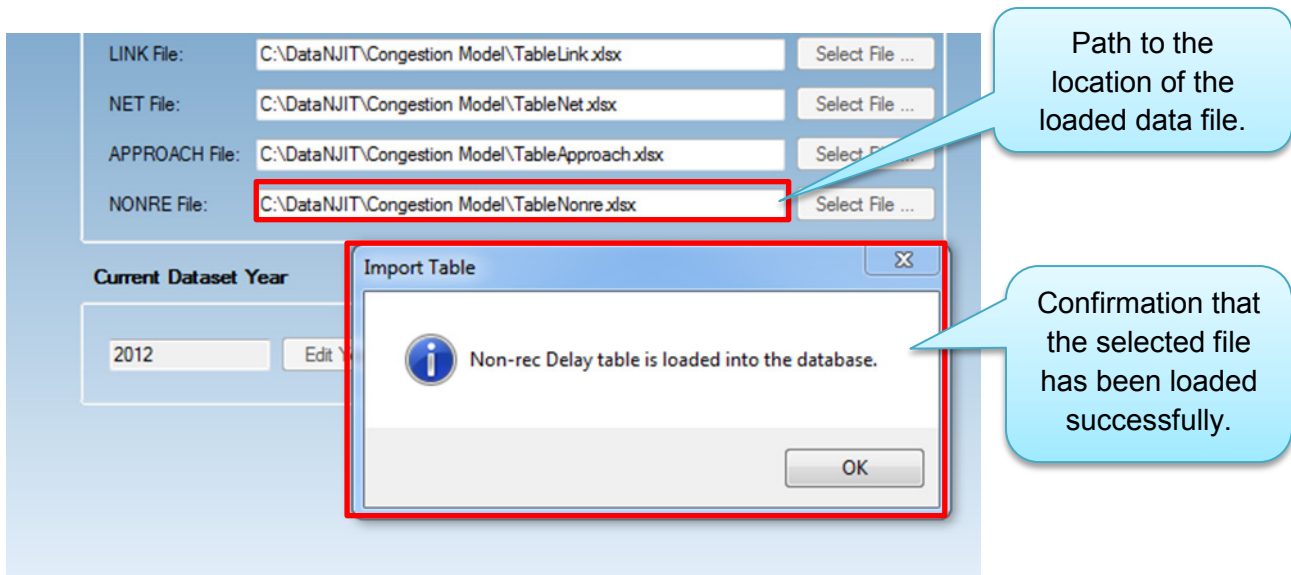 LINK File: C:\DataNJIT\Congestion Model\TableLink.xlsx Select File ...
NET File: C:\DataNJIT\Congestion Model\TableNet.xlsx Select File ...
APPROACH File: C:\DataNJIT\Congestion Model\TableApproach.xlsx Select File ...
NONRE File: C:\DataNJIT\Congestion Model\TableNonre.xlsx Select File ...
Path to the
location of the
loaded data file.
Current Dataset Year
2012 Edit
Import Table
Non-rec Delay table is loaded into the database.
OK
Confirmation that
the selected file
has been loaded
successfully.